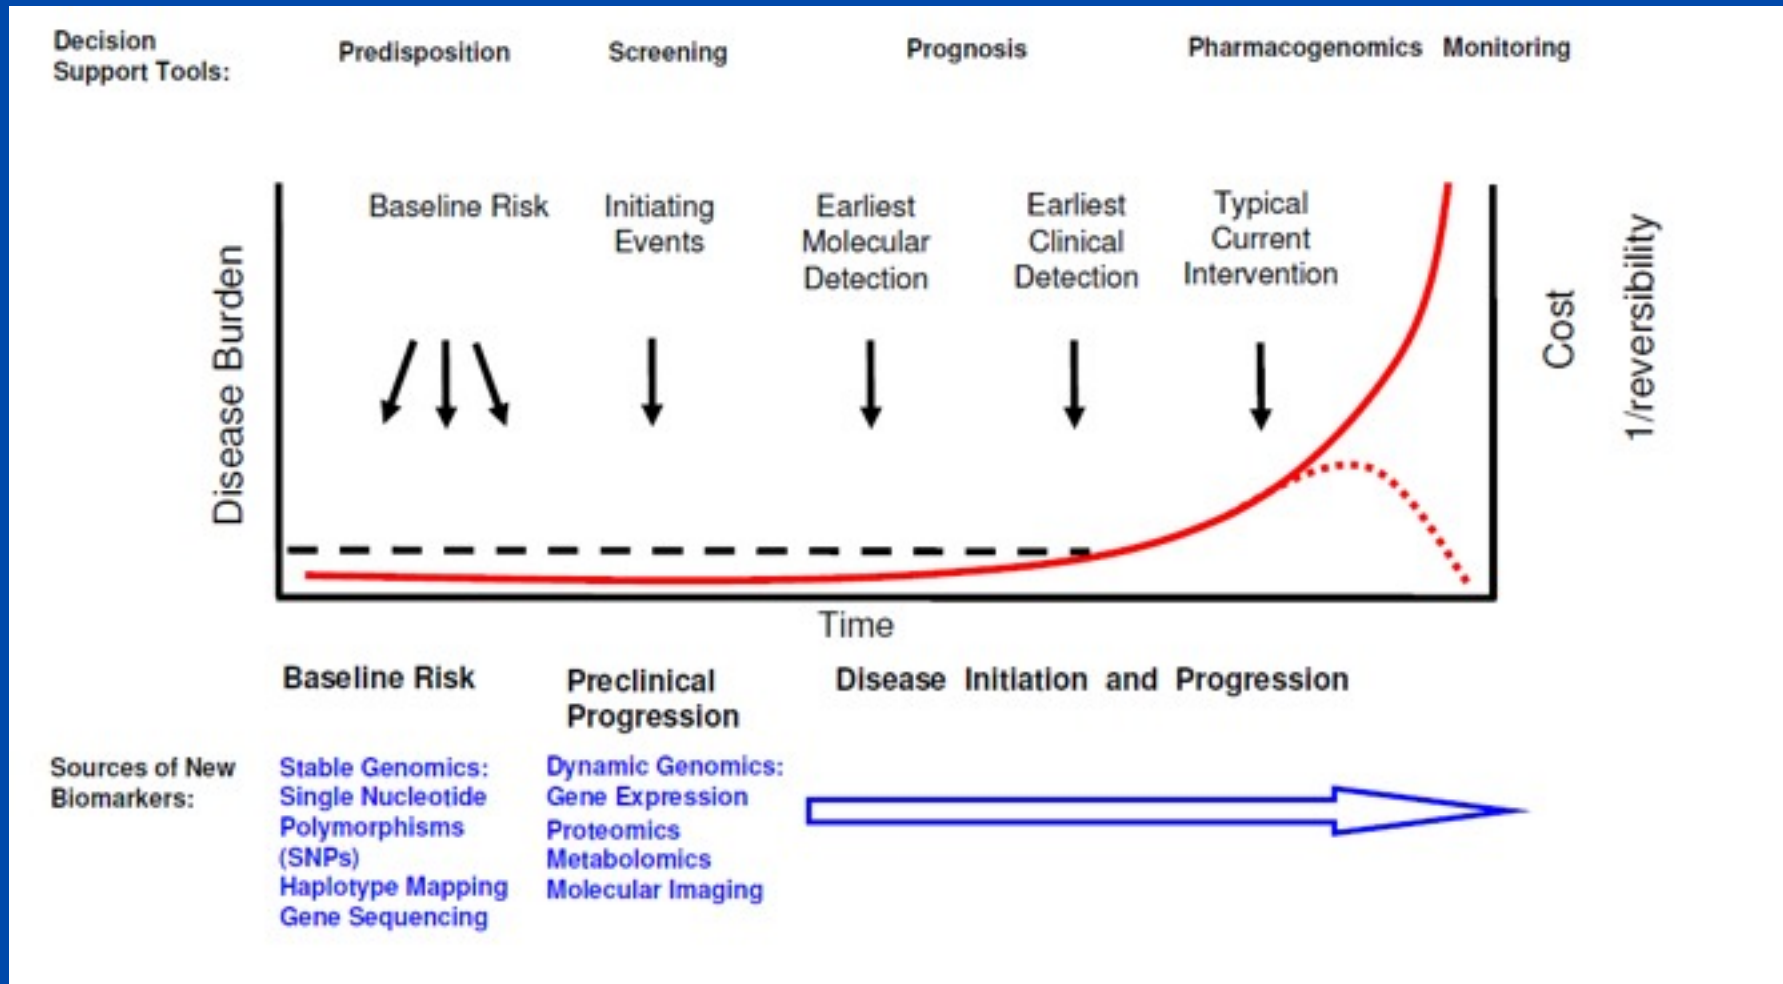 Decision
Support Tools:
Predisposition
Screening
Prognosis
Pharmacogenomics
Monitoring
Baseline Risk
Initiating
Events
Earliest
Molecular
Detection
Earliest
Clinical
Detection
Typical
Current
Intervention
Disease Burden
Cost
1/reversibility
Time
Baseline Risk
Preclinical
Progression
Disease Initiation and Progression
Sources of New
Biomarkers:
Stable Genomics:
Single Nucleotide
Polymorphisms
(SNPs)
Haplotype Mapping
Gene Sequencing
Dynamic Genomics:
Gene Expression
Proteomics
Metabolomics
Molecular Imaging